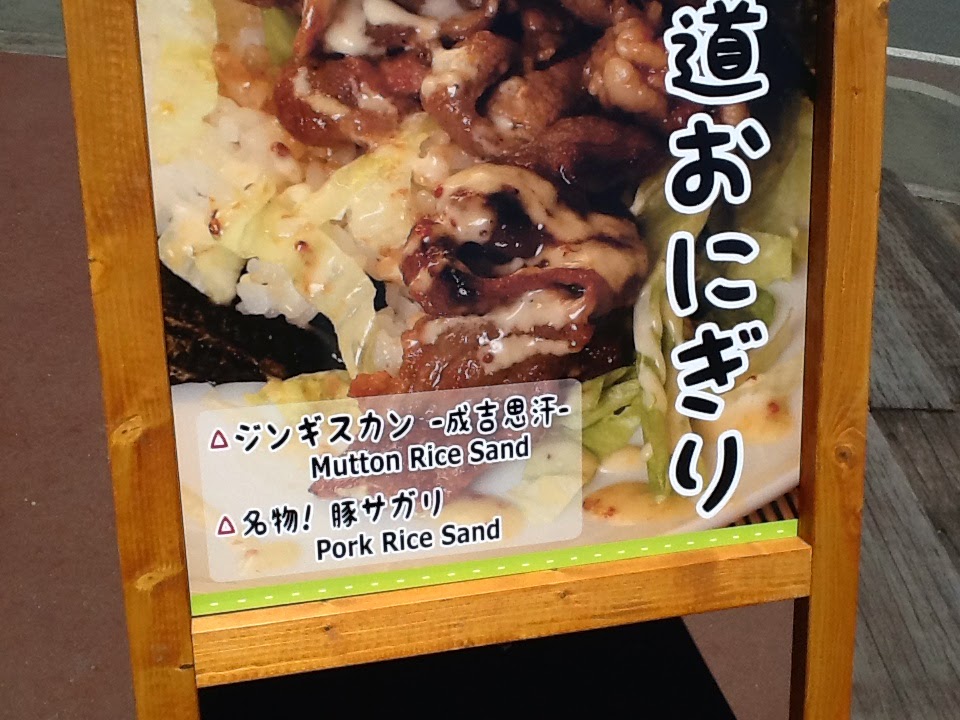 道おにぎり
△ジンギスカン -成吉思汗-
Mutton Rice Sand
△名物! 豚サガリ
Pork Rice Sand